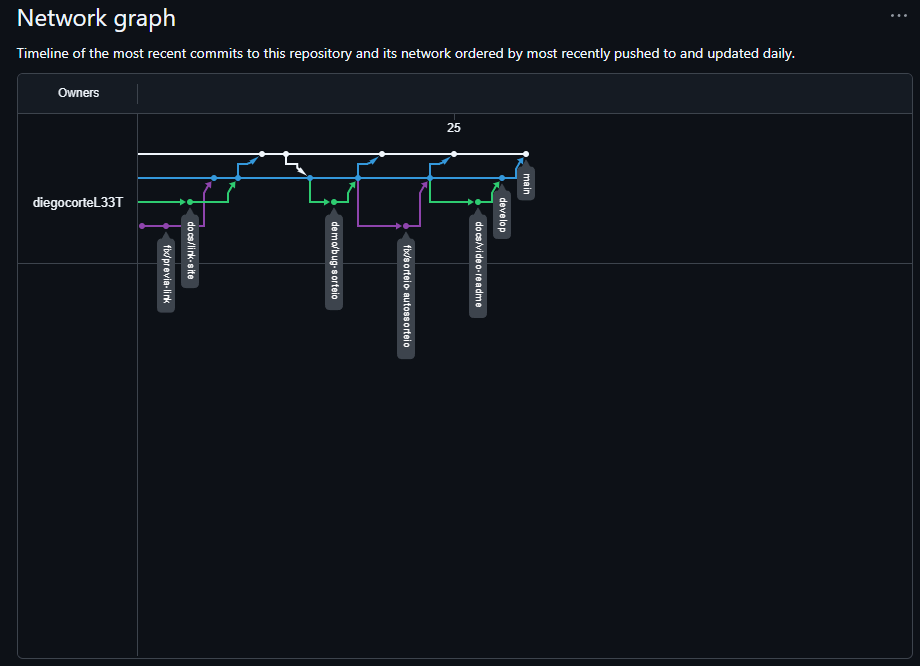 Network graph
Timeline of the most recent commits to this repository and its network ordered by most recently pushed to and updated daily.
Owners
25
diegocorteL33T
main
develop
docs/link-site
demo/bug-sorteio
docs/video-readme
fix/previa-link
fix/sorteio-autossorteio